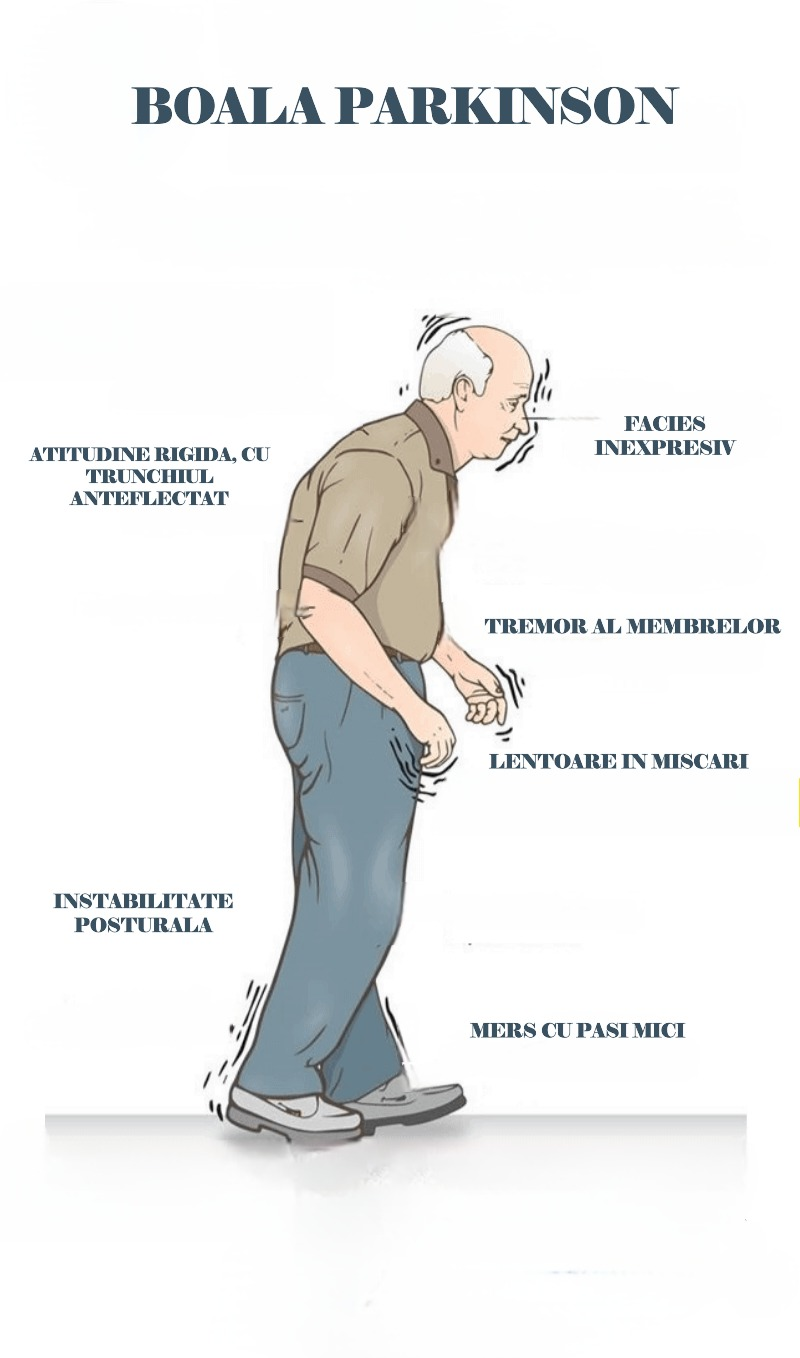 BOALA PARKINSON
FACIES
INEXPRESIV
ATITUDINE RIGIDA, CU
TRUNCHIUL
ANTEFLECTAT
TREMOR AL MEMBRELOR
LENTOARE IN MISCARI
INSTABILITATE
POSTURALA
MERS CU PASI MICI